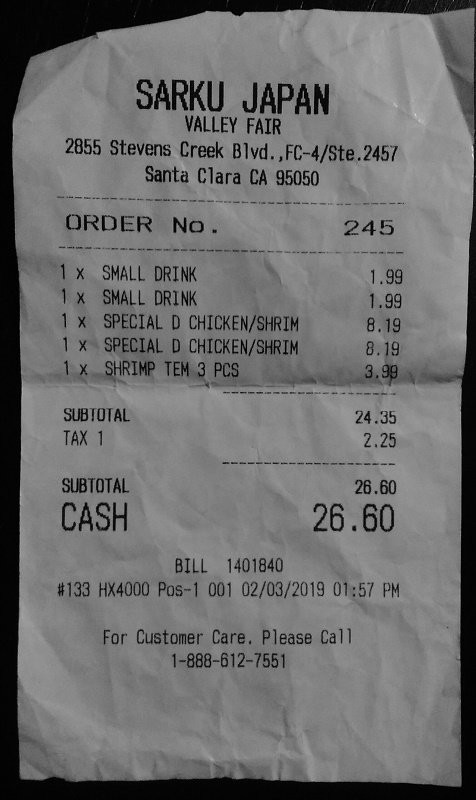 SARKU JAPAN
VALLEY FAIR
2855 Stevens Creek Blvd.,FC-4/Ste.2457
Santa Clara CA 95050
ORDER No. 245
1 x SMALL DRINK 1.99
1 x SMALL DRINK 1.99
1 x SPECIAL D CHICKEN/SHRIM 8.19
1 x SPECIAL D CHICKEN/SHRIM 8.19
1 x SHRIMP TEM 3 PCS 3.99
SUBTOTAL 24.35
TAX 1 2.25
SUBTOTAL 26.60
CASH 26.60
BILL 1401840
#133 HX4000 Pos-1 001 02/03/2019 01:57 PM
For Customer Care. Please Call
1-888-612-7551